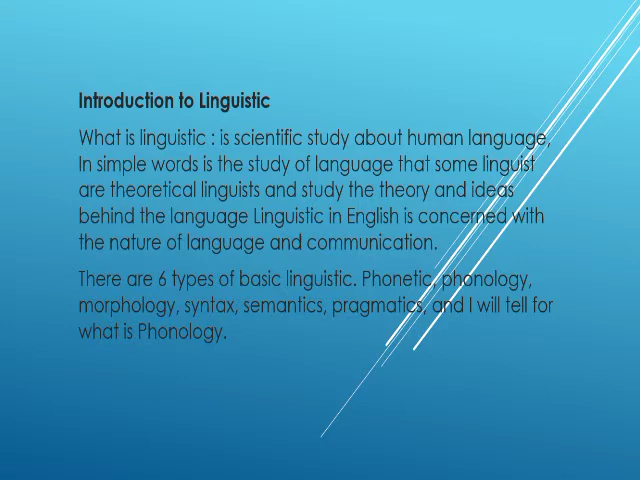 Introduction to Linguistic
What is linguistic : is scientific study about human language,
In simple words is the study of language that some linguist
are theoretical linguists and study the theory and ideas
behind the language Linguistic in English is concerned with
the nature of language and communication.
There are 6 types of basic linguistic. Phonetic, phonology,
morphology, syntax, semantics, pragmatics, and I will tell for
what is Phonology.